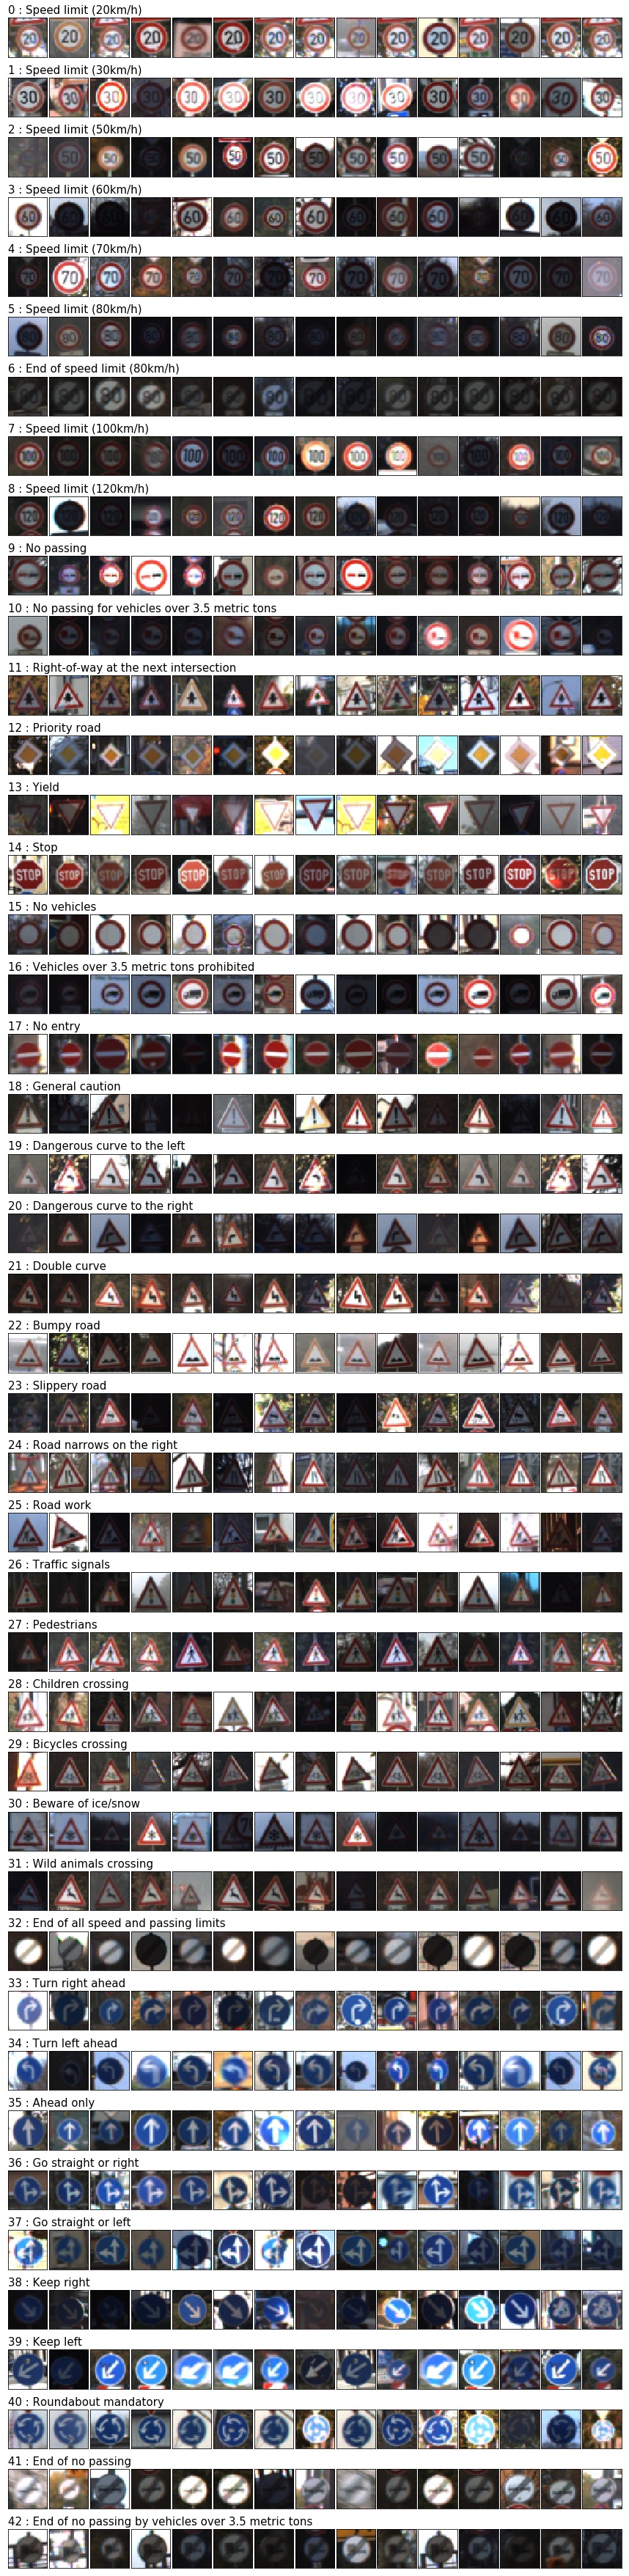 0 : Speed limit (20km/h)
1 : Speed limit (30km/h)
2 : Speed limit (50km/h)
3 : Speed limit (60km/h)
4 : Speed limit (70km/h)
5 : Speed limit (80km/h)
6 : End of speed limit (80km/h)
7 : Speed limit (100km/h)
8 : Speed limit (120km/h)
9 : No passing
10 : No passing for vehicles over 3.5 metric tons
11 : Right-of-way at the next intersection
12 : Priority road
13 : Yield
14 : Stop
15 : No vehicles
16 : Vehicles over 3.5 metric tons prohibited
17 : No entry
18 : General caution
19 : Dangerous curve to the left
20 : Dangerous curve to the right
21 : Double curve
22 : Bumpy road
23 : Slippery road
24 : Road narrows on the right
25 : Road work
26 : Traffic signals
27 : Pedestrians
28 : Children crossing
29 : Bicycles crossing
30 : Beware of ice/snow
31 : Wild animals crossing
32 : End of all speed and passing limits
33 : Turn right ahead
34 : Turn left ahead
35 : Ahead only
36 : Go straight or right
37 : Go straight or left
38 : Keep right
39 : Keep left
40 : Roundabout mandatory
41 : End of no passing
42 : End of no passing by vehicles over 3.5 metric tons